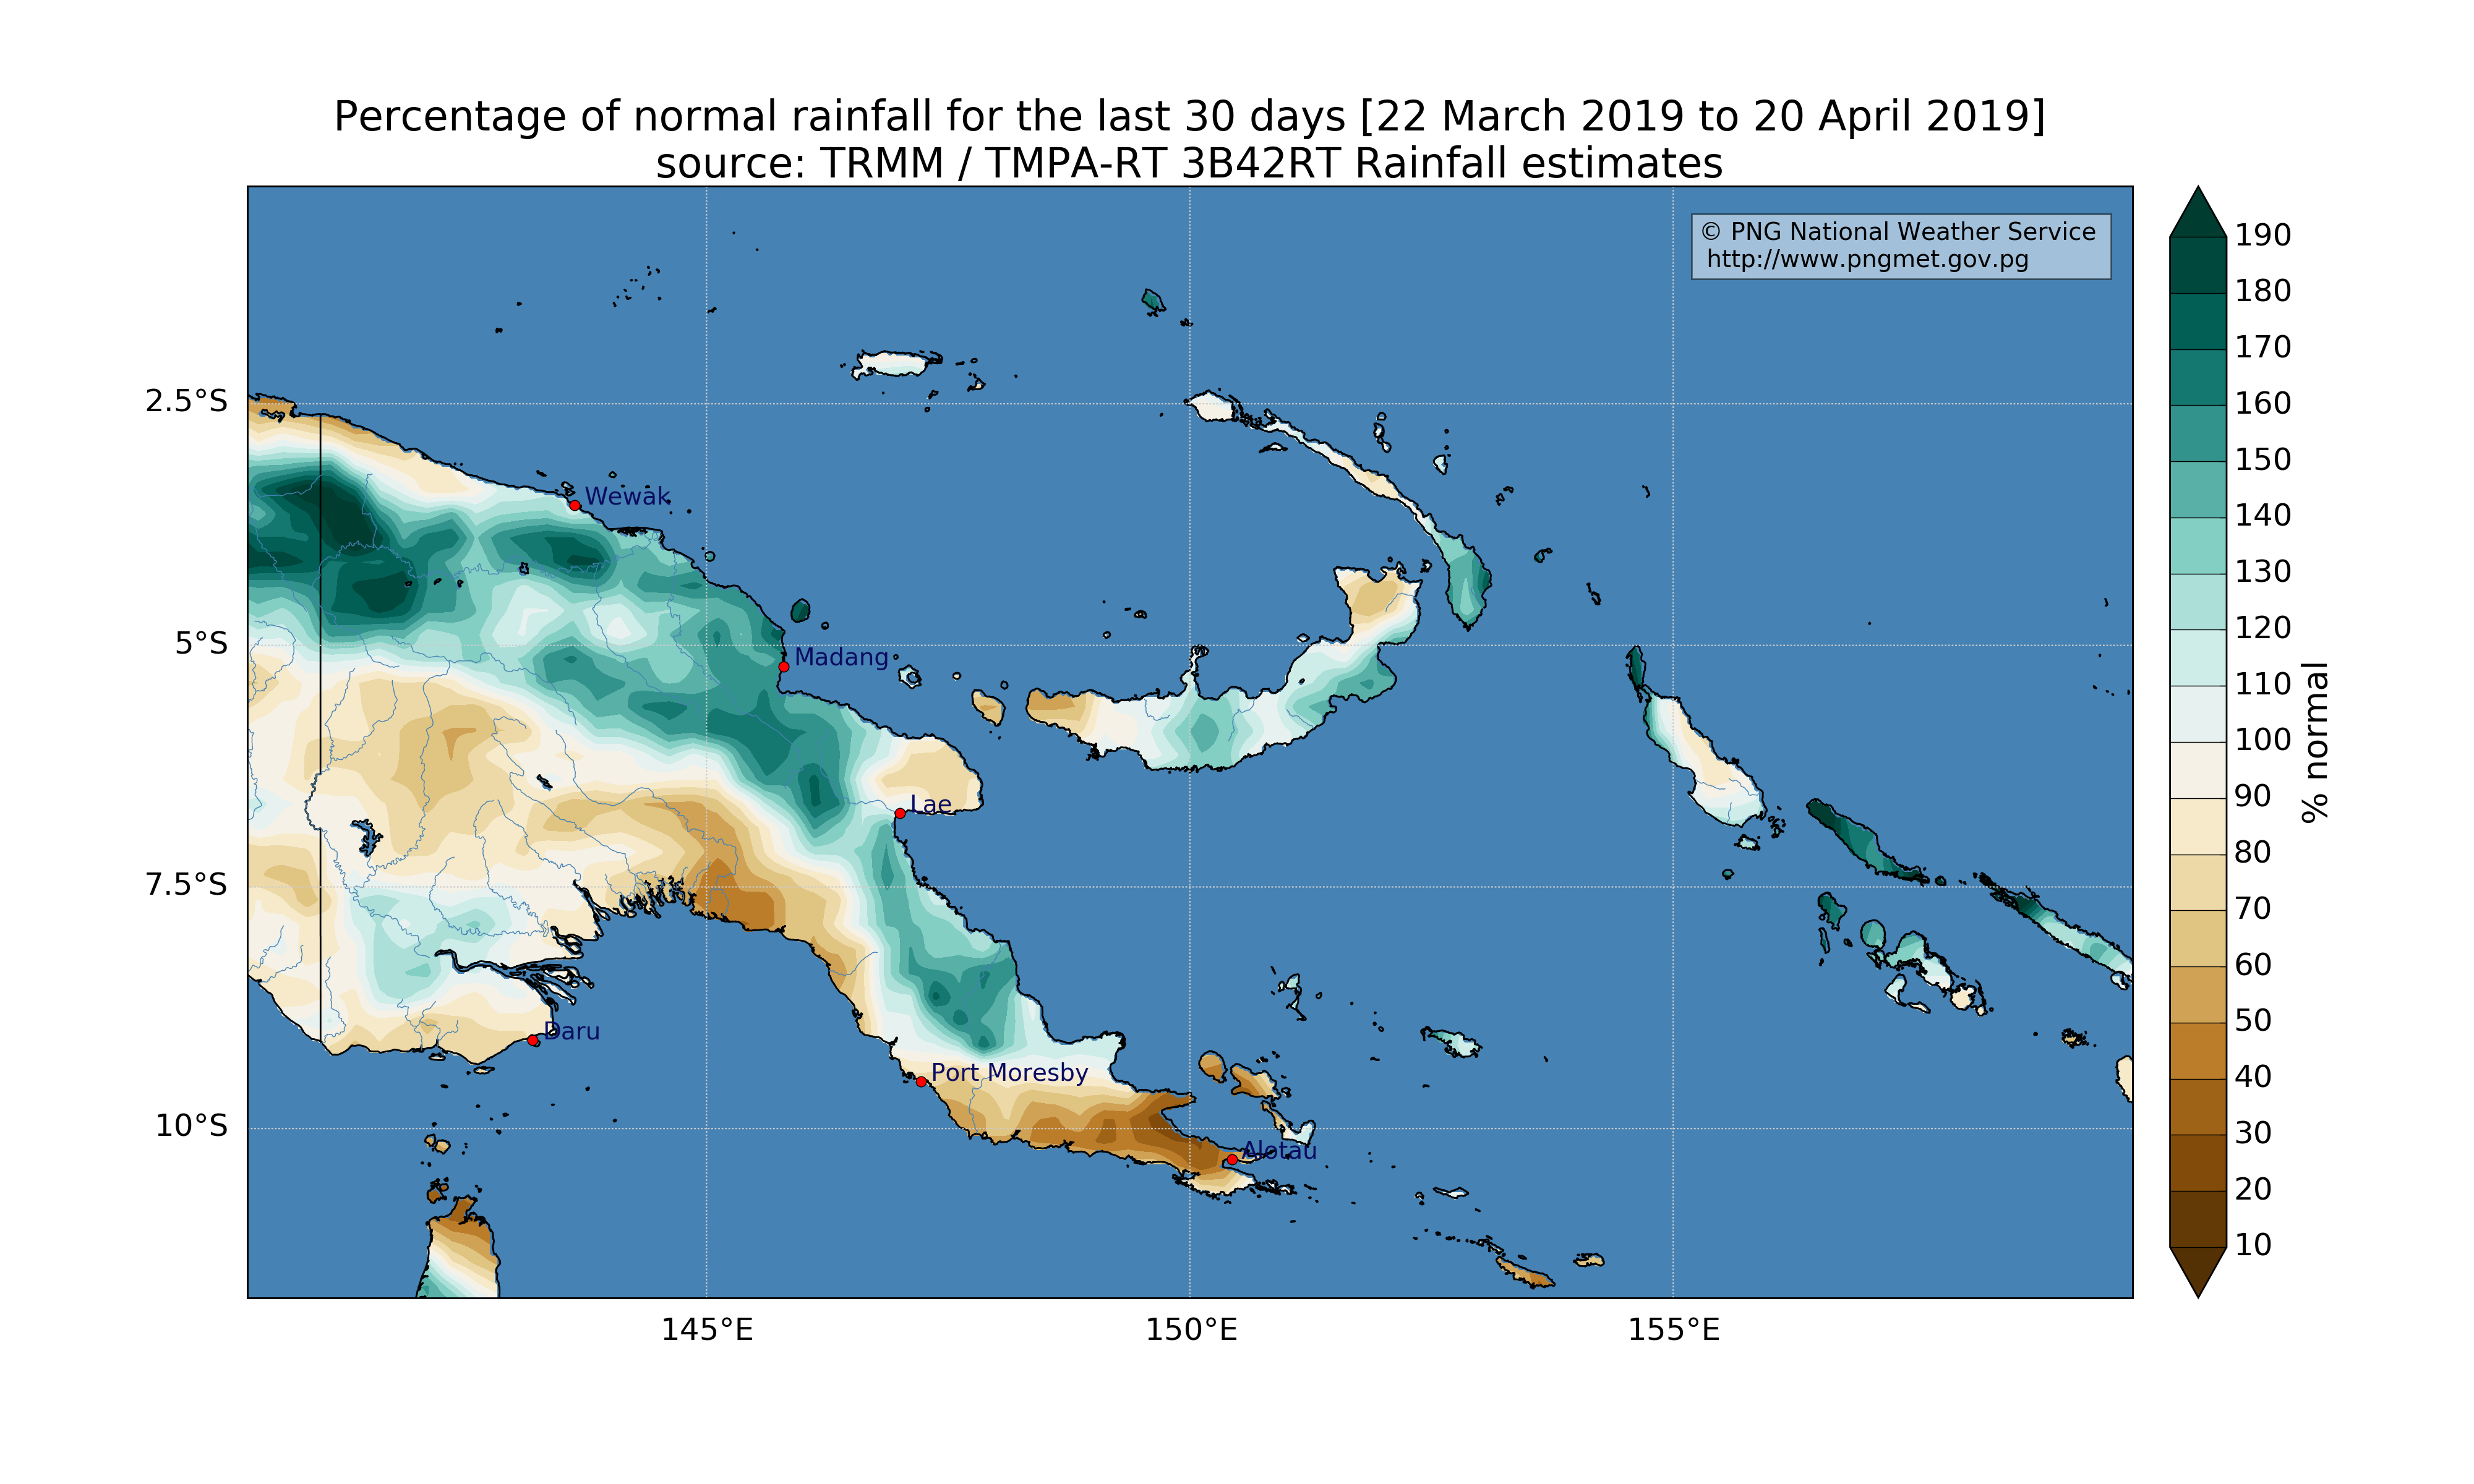 Percentage of normal rainfall for the last 30 days [22 March 2019 to 20 April 2019]
source: TRMM / TMPA-RT 3B42RT Rainfall estimates
© PNG National Weather Service
http://www.pngmet.gov.pg
2.5°S
5°S
7.5°S
10°S
145°E
150°E
155°E
Wewak
Madang
Lae
Daru
Port Moresby
Alotau
190
180
170
160
150
140
130
120
110
100
90
80
70
60
50
40
30
20
10
% normal